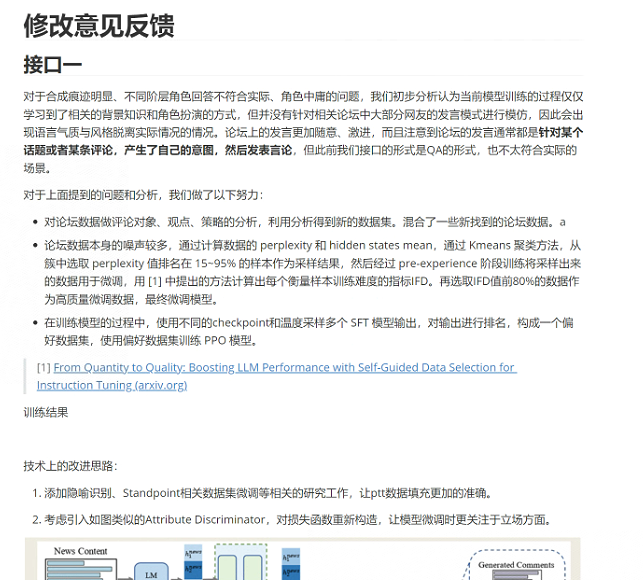 修改意见反馈
接口一
对于合成痕迹明显、不同阶层角色回答不符合实际、角色中庸的问题，我们初步分析认为当前模型训练的过程仅仅
学习到了相关的背景知识和角色扮演的方式，但并没有针对相关论坛中大部分网友的发言模式进行模仿，因此会出
现语言气质与风格脱离实际情况的情况。论坛上的发言更加随意、激进，而且注意到论坛的发言通常都是针对某个
话题或者某条评论，产生了自己的意图，然后发表言论，但此前我们接口的形式是QA的形式，也不太符合实际的
场景。
对于上面提到的问题和分析，我们做了以下努力：
• 对论坛数据做评论对象、观点、策略的分析，利用分析得到新的数据集。混合了一些新找到的论坛数据。a
• 论坛数据本身的噪声较多，通过计算数据的 perplexity 和 hidden states mean，通过 Kmeans 聚类方法，从
簇中选取 perplexity 值排名在 15~95% 的样本作为采样结果，然后经过 pre-experience 阶段训练将采样出来
的数据用于微调，用 [1] 中提出的方法计算出每个衡量样本训练难度的指标IFD。再选取IFD值前80%的数据作
为高质量微调数据，最终微调模型。
• 在训练模型的过程中，使用不同的checkpoint和温度采样多个 SFT 模型输出，对输出进行排名，构成一个偏
好数据集，使用偏好数据集训练 PPO 模型。
[1] From Quantity to Quality: Boosting LLM Performance with Self-Guided Data Selection for
Instruction Tuning (arxiv.org)
训练结果
技术上的改进思路：
1. 添加隐喻识别、Standpoint相关数据集微调等相关的研究工作，让ptt数据填充更加的准确。
2. 考虑引入如图类似的Attribute Discriminator，对损失函数重新构造，让模型微调时更关注于立场方面。
News Content
LM
Generated Comments